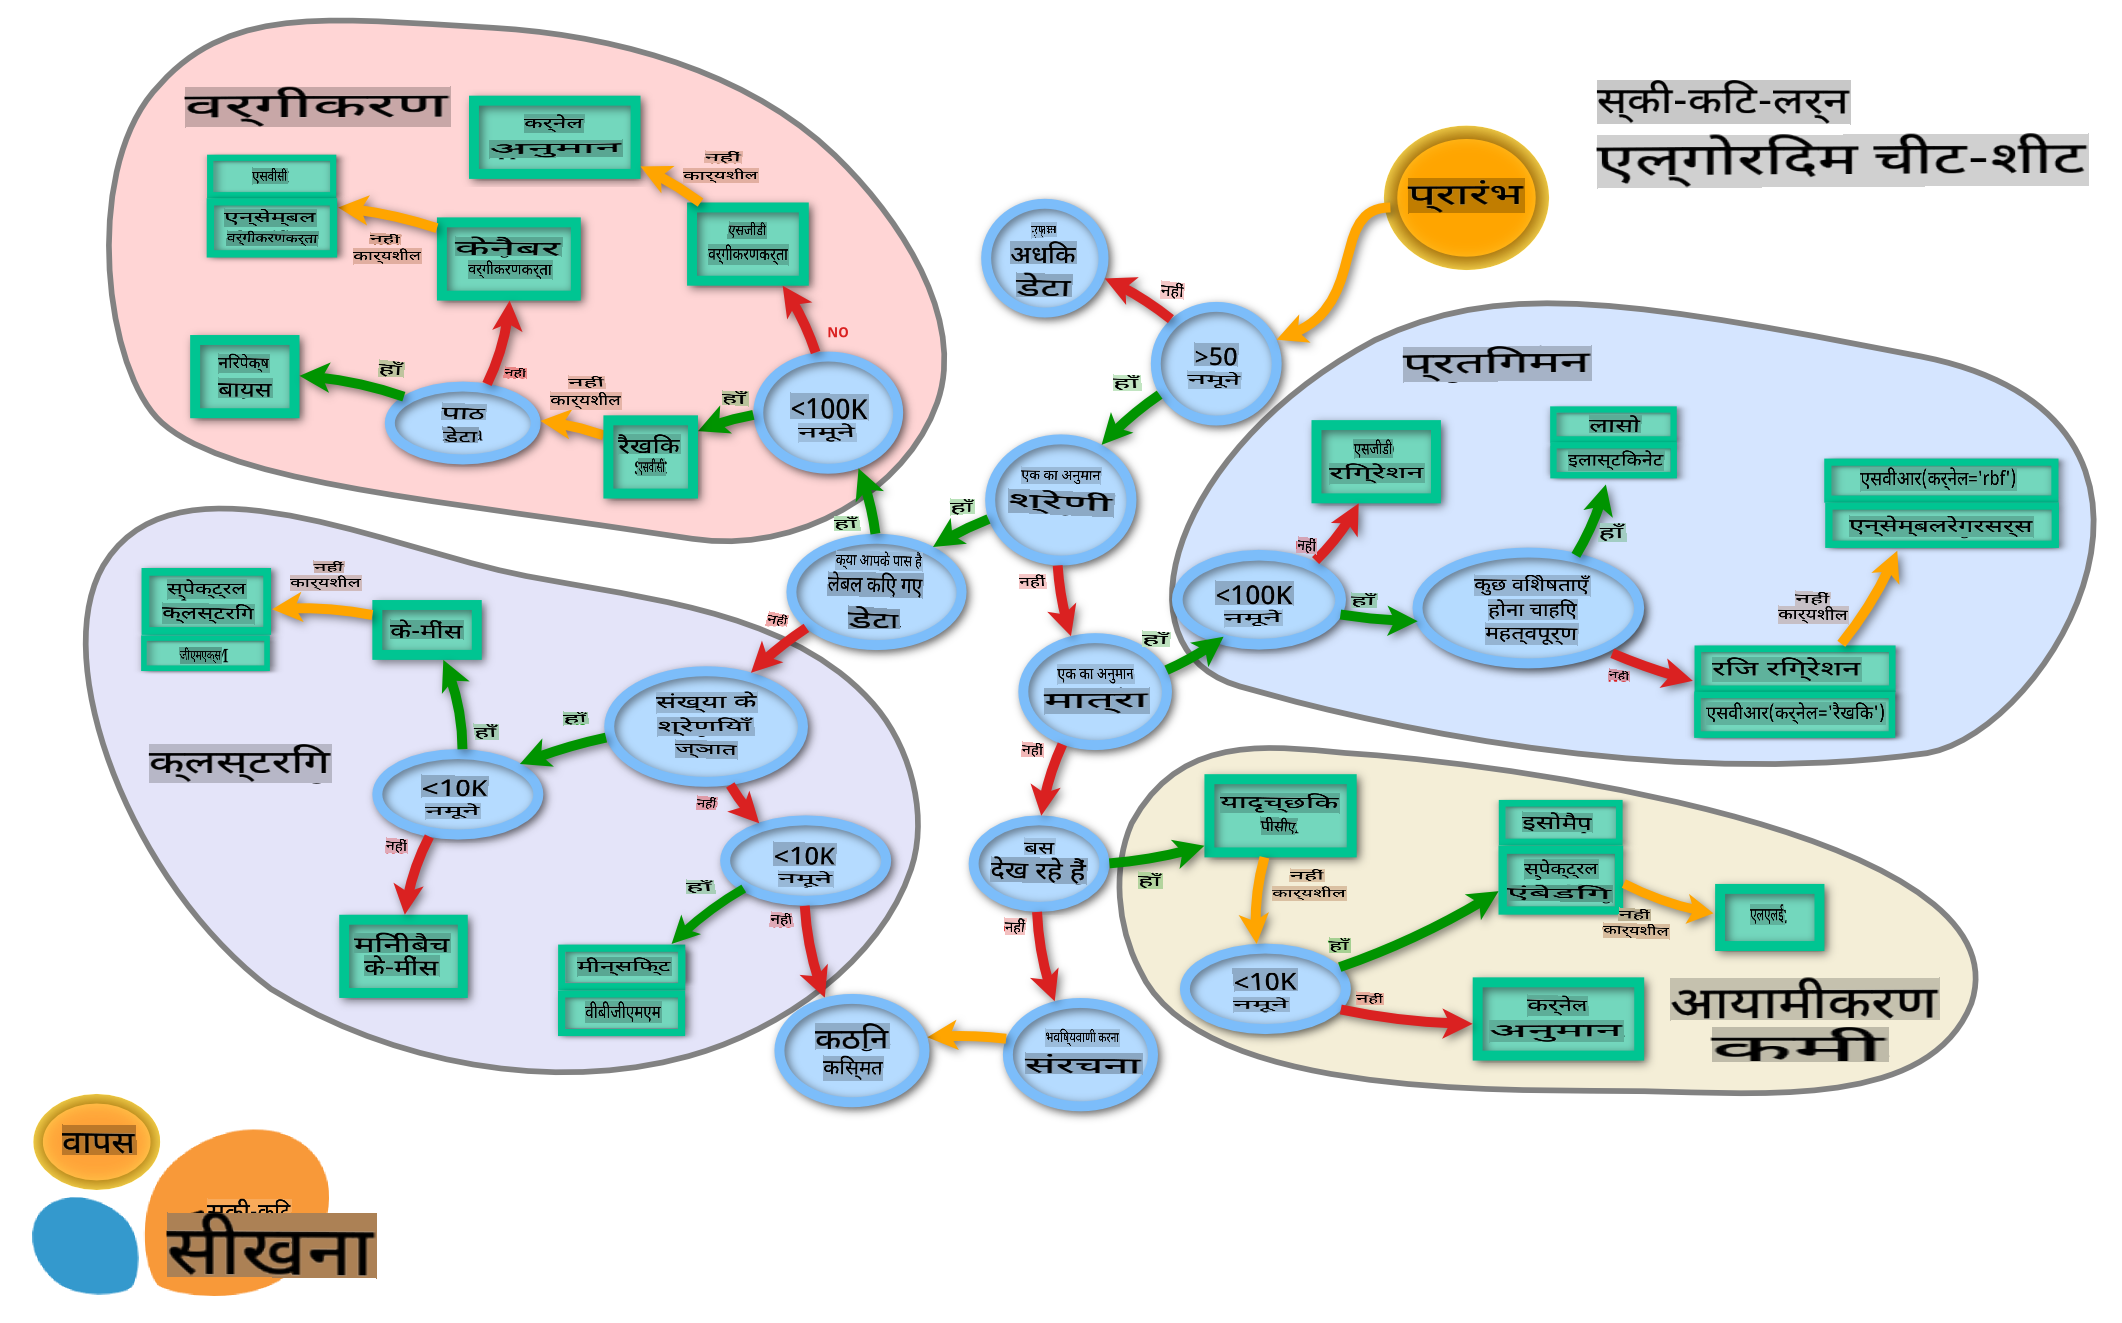 स्की-कटि-लर्न
एल्गोरदिम चीट-शीट
प्रारंभ
वर्गीकरण
कर्नेल
अनुमान
नहीं
कार्यशील
एसवीसी
एन्सेम्बल
वर्गीकरणकर्ता
नहीं
कार्यशील
केनैबर
वर्गीकरणकर्ता
एसजीडी
वर्गीकरणकर्ता
NO
नरिपेक्ष
बायस
हाँ
नहीं
पाठ
डेटा
नहीं
कार्यशील
रैखकि
एसवीसी
हाँ
<100K
नमूने
हाँ
अधकि
डेटा
नहीं
>50
नमूने
हाँ
एक का अनुमान
श्रेणी
हाँ
नहीं
क्या आपके पास है
लेबल कएि गए
डेटा
नहीं
प्रतगिमन
एसजीडी
रग्रिेशन
लासो
इलास्टकिनेट
एसवीआर(कर्नेल='rbf')
एन्सेम्बलरेगरसर्स
नहीं
हाँ
<100K
नमूने
हाँ
कुछ वशिेषताएँ
होना चाहएि
महत्वपूर्ण
नहीं
कार्यशील
नहीं
रजि रग्रिेशन
एसवीआर(कर्नेल='रैखकि')
हाँ
एक का अनुमान
मात्रा
नहीं
स्पेक्ट्रल
क्लस्टरगि
जीएमएक्स
नहीं
कार्यशील
के-मींस
हाँ
क्लस्टरगि
<10K
नमूने
हाँ
संख्या के
श्रेणयिाँ
ज्ञात
नहीं
नहीं
<10K
नमूने
हाँ
नहीं
मनिीबैच
के-मींस
मीन्सफ्टि
वीबीजीएमएम
बस
देख रहे हैं
हाँ
नहीं
यादृच्छकि
पीसीए
नहीं
कार्यशील
इसोमैप
स्पेक्ट्रल
एंबेडगि
नहीं
कार्यशील
एलएलई
हाँ
<10K
नमूने
नहीं
कर्नेल
अनुमान
आयामीकरण
कमी
कठनि
कस्मित
भवष्यिवाणी करना
संरचना
वापस
स्की-कटि
सीखना